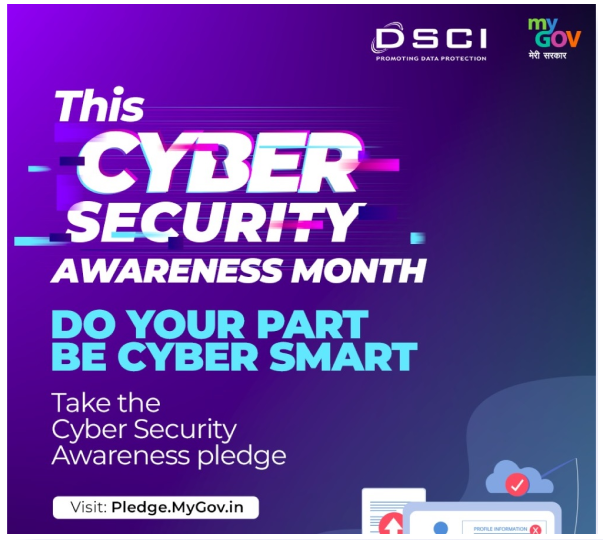 DSCI
PROMOTING DATA PROTECTION
my
GOV
मेरी सरकार
This
CYBER
SECURITY
AWARENESS MONTH
DO YOUR PART
BE CYBER SMART
Take the
Cyber Security
Awareness pledge
Visit: Pledge.MyGov.in
PROFILE INFORMATION